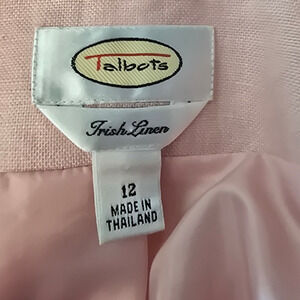 Talbots
Irish Linen
12
MADE IN
THAILAND